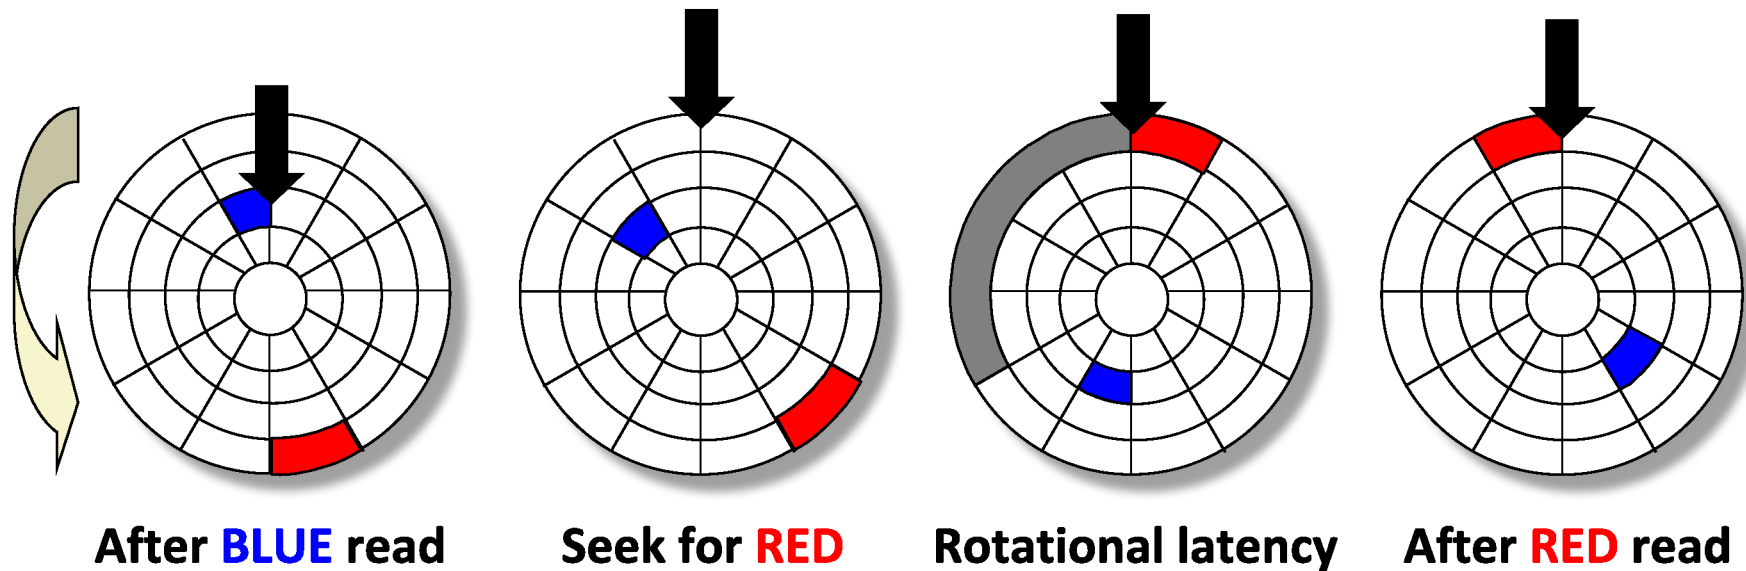 After BLUE read
Seek for RED
Rotational latency
After RED read